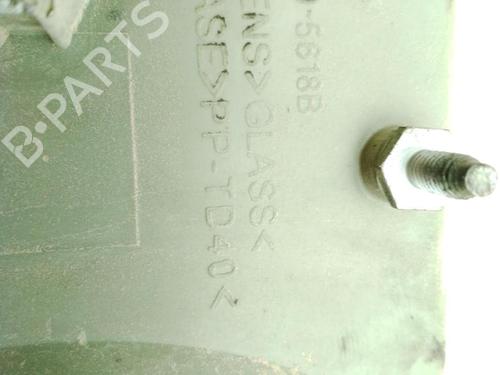 -5618B
ENS>GLASS<
ASE>PP-TD40<
B-PARTS